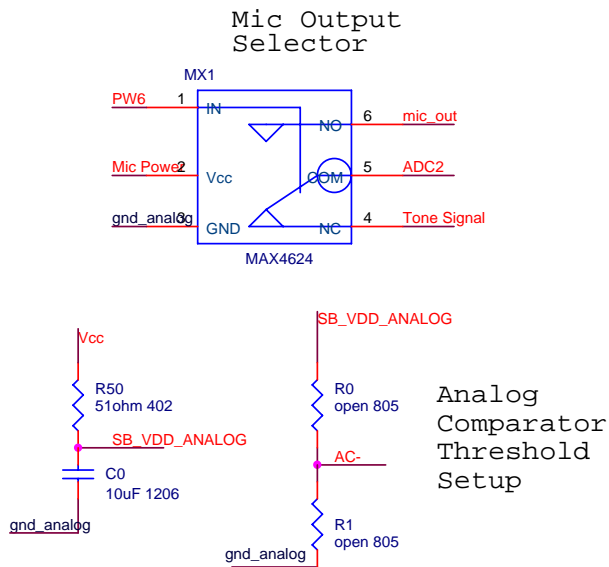 Mic Output
Selector
MX1
PW6
1
IN
NO
6
mic_out
Mic Power
2
Vcc
COM
5
ADC2
gnd_analog
3
GND
NC
4
Tone Signal
MAX4624
SB_VDD_ANALOG
Vcc
R50
51ohm 402
R0
open 805
SB_VDD_ANALOG
AC-
C0
10uF 1206
gnd_analog
R1
open 805
gnd_analog
Analog
Comparator
Threshold
Setup